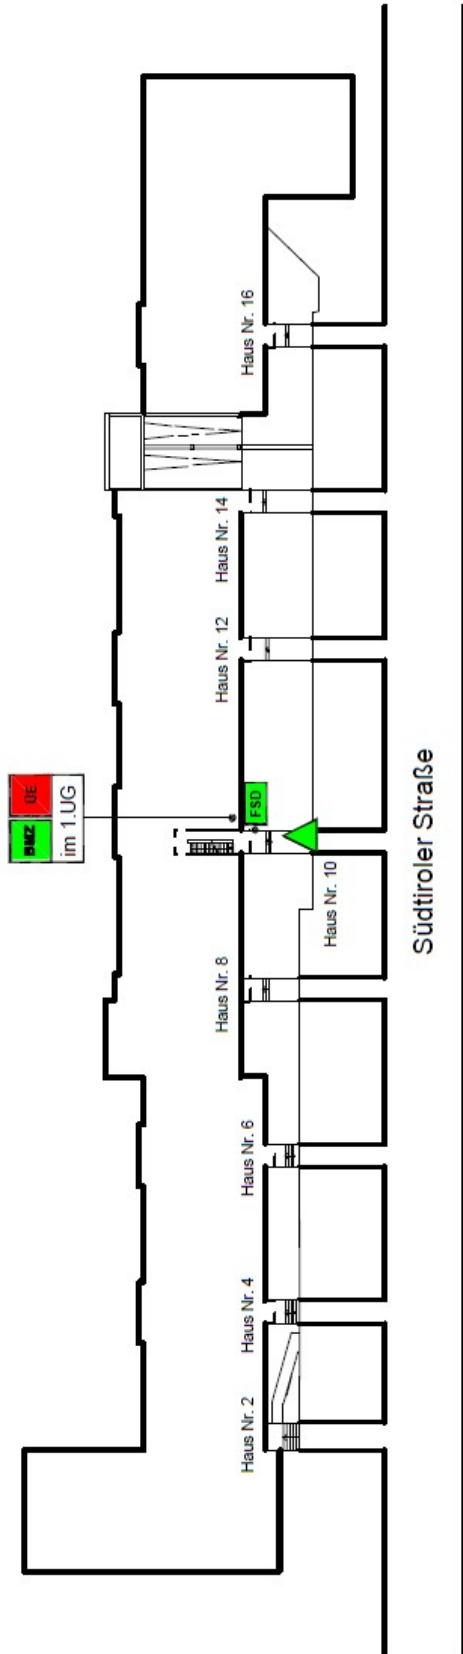 Haus Nr. 16
Haus Nr. 14
Haus Nr. 12
BMZ ÜE
im 1.UG
FSD
Haus Nr. 10
Haus Nr. 8
Haus Nr. 6
Haus Nr. 4
Haus Nr. 2
Südtiroler Straße